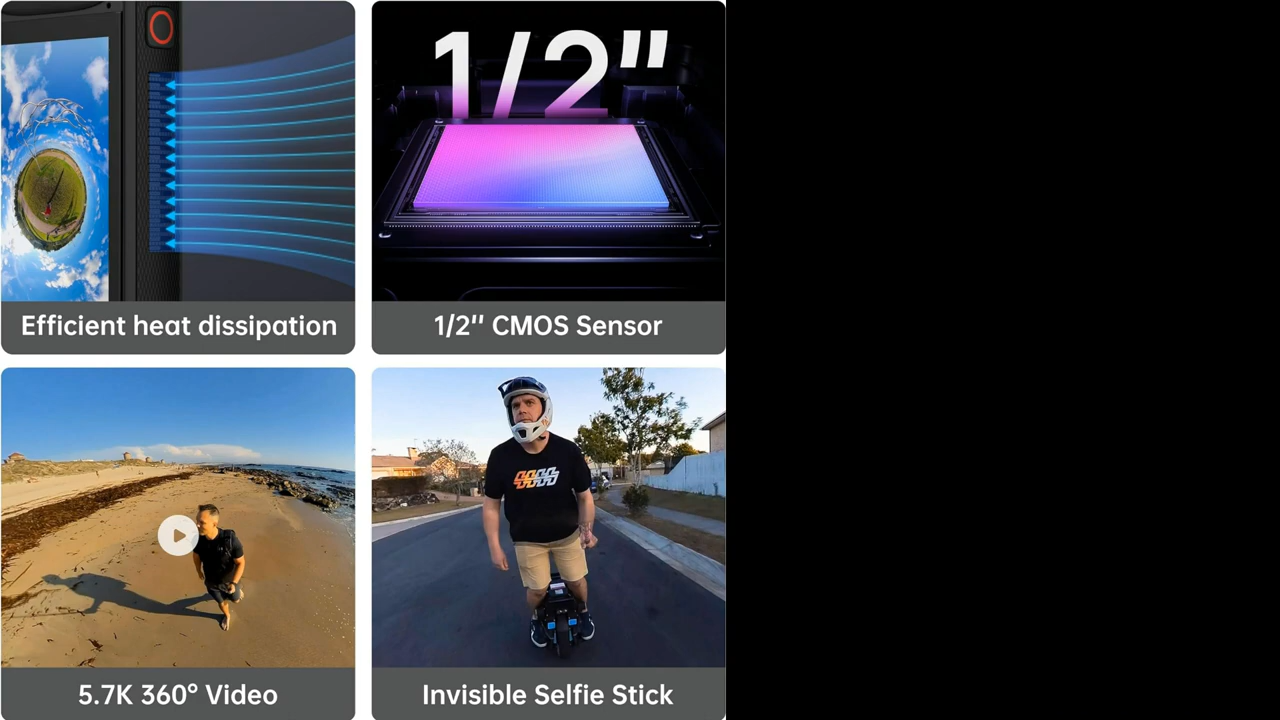 1/2"
Efficient heat dissipation
1/2" CMOS Sensor
5.7K 360° Video
Invisible Selfie Stick